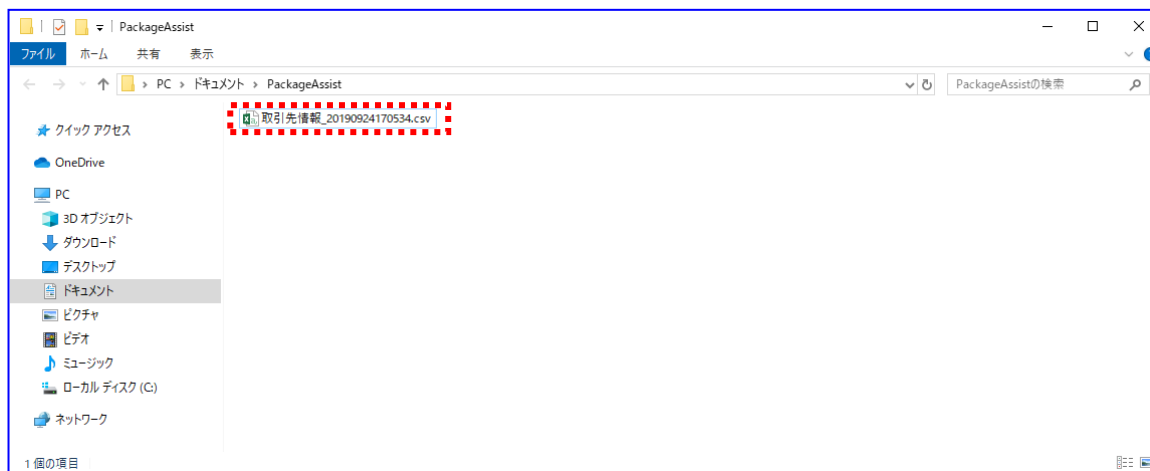 PackageAssist
ファイル ホーム 共有 表示
PC > ドキュメント > PackageAssist PackageAssistの検索
取引先情報_20190924170534.csv
クイック アクセス
OneDrive
PC
3D オブジェクト
ダウンロード
デスクトップ
ドキュメント
ピクチャ
ビデオ
ミュージック
ローカル ディスク (C:)
ネットワーク
1 個の項目